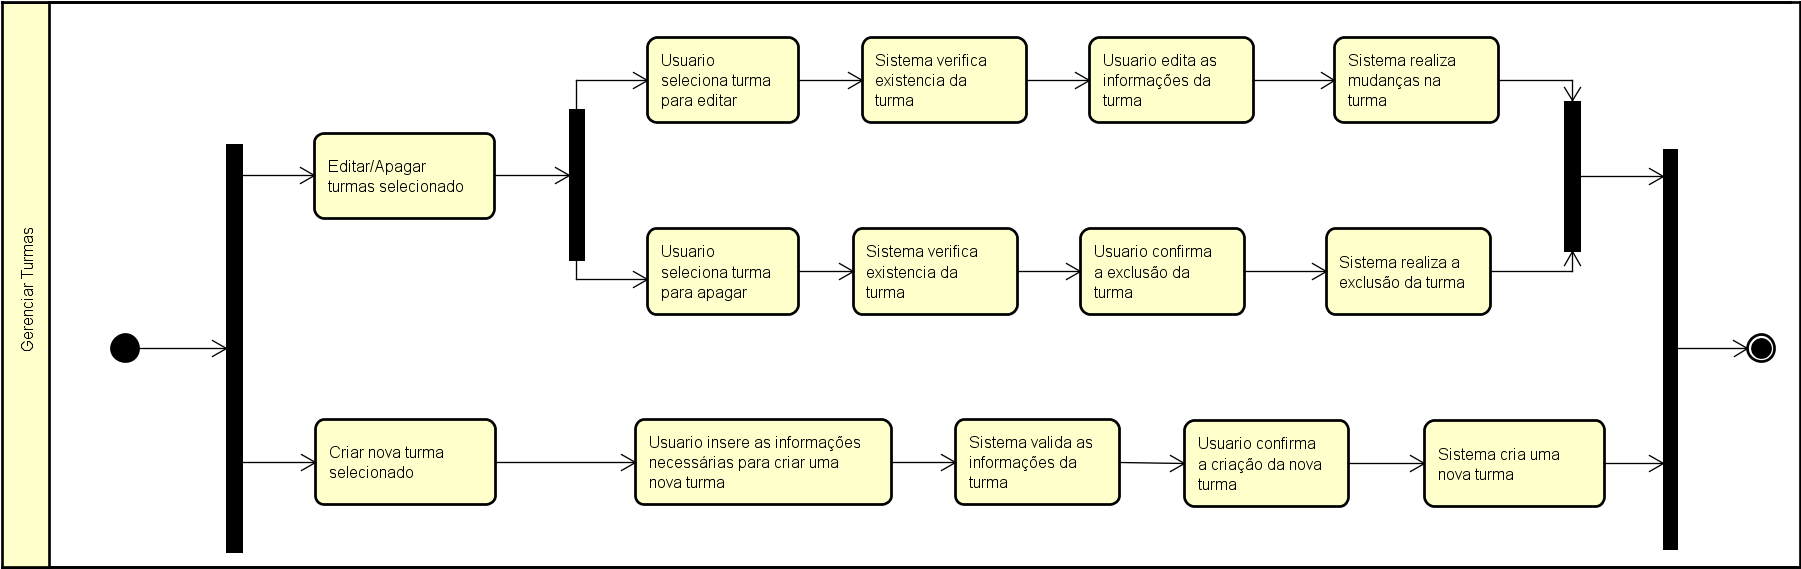 Gerenciar Turmas
Usuario
seleciona turma
para editar
Sistema verifica
existencia da
turma
Usuario edita as
informações da
turma
Sistema realiza
mudanças na
turma
Editar/Apagar
turmas selecionado
Usuario
seleciona turma
para apagar
Sistema verifica
existencia da
turma
Usuario confirma
a exclusão da
turma
Sistema realiza a
exclusão da turma
Criar nova turma
selecionado
Usuario insere as informações
necessárias para criar uma
nova turma
Sistema valida as
informações da
turma
Usuario confirma
a criação da nova
turma
Sistema cria uma
nova turma